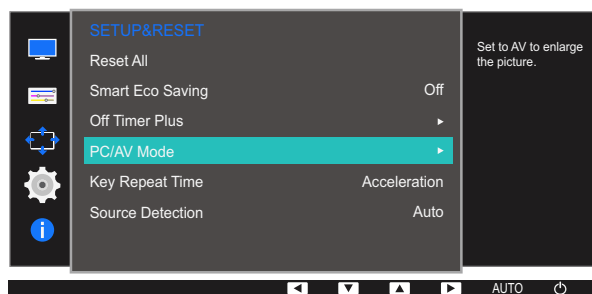 SETUP&RESET
Reset All
Smart Eco Saving Off
Off Timer Plus
PC/AV Mode
Key Repeat Time Acceleration
Source Detection Auto
Set to AV to enlarge
the picture.
AUTO